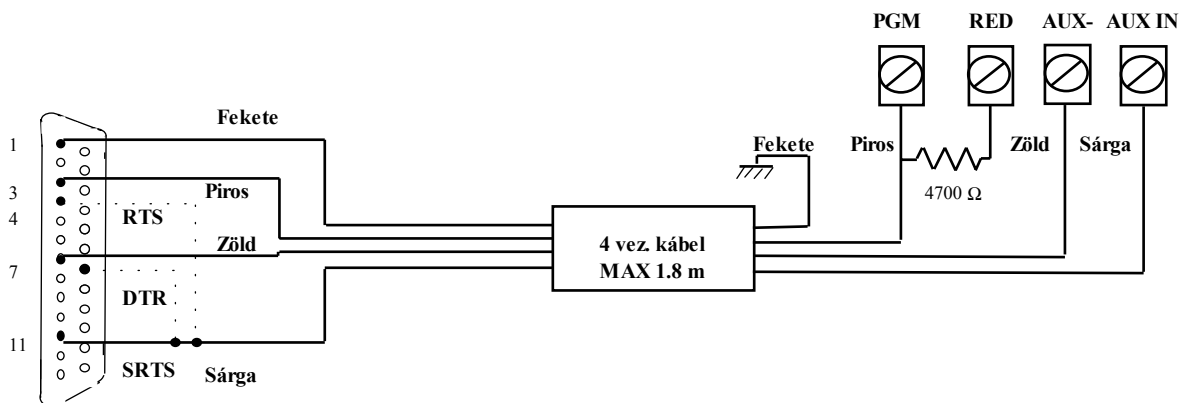 PGM RED AUX- AUX IN
Fekete
1
Fekete Piros Zöld Sárga
3 Piros
4700 Ω
4 RTS
Zöld
4 vez. kábel
7 MAX 1.8 m
DTR
11
SRTS Sárga